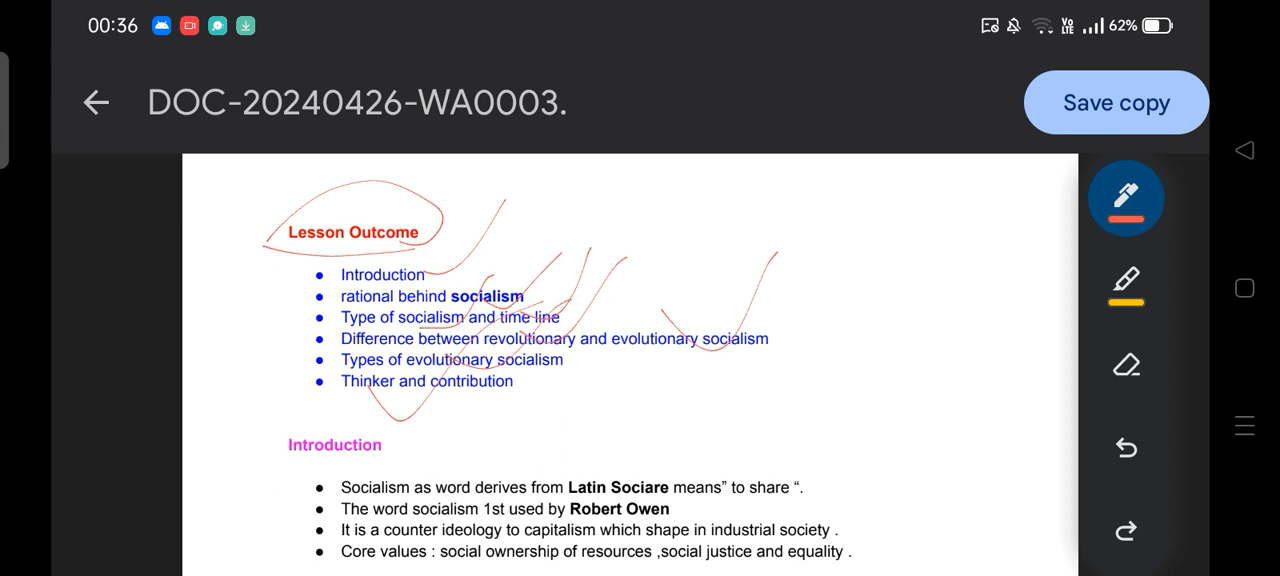 00:36
Vo LTE 62%
DOC-20240426-WA0003.
Save copy
Lesson Outcome
● Introduction
● rational behind socialism
● Type of socialism and time line
● Difference between revolutionary and evolutionary socialism
● Types of evolutionary socialism
● Thinker and contribution
Introduction
● Socialism as word derives from Latin Sociare means” to share “.
● The word socialism 1st used by Robert Owen
● It is a counter ideology to capitalism which shape in industrial society .
● Core values : social ownership of resources ,social justice and equality .